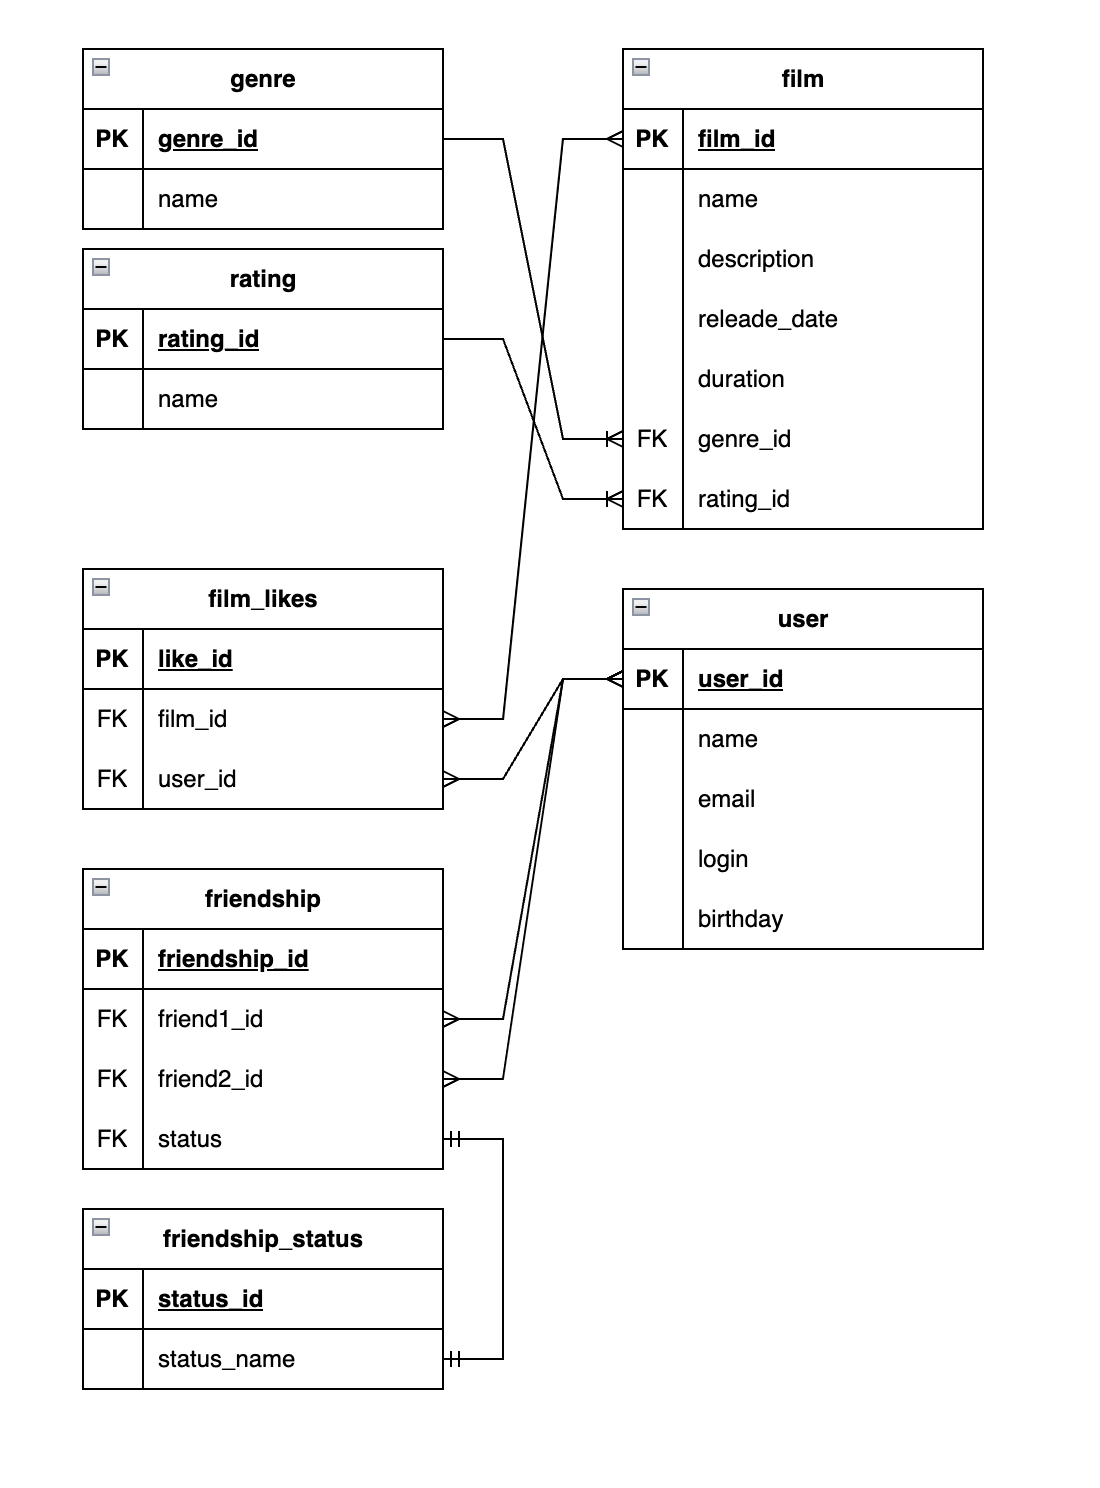 genre
PK genre_id
name
rating
PK rating_id
name
film_likes
PK like_id
FK film_id
FK user_id
friendship
PK friendship_id
FK friend1_id
FK friend2_id
FK status
friendship_status
PK status_id
status_name
film
PK film_id
name
description
releade_date
duration
FK genre_id
FK rating_id
user
PK user_id
name
email
login
birthday